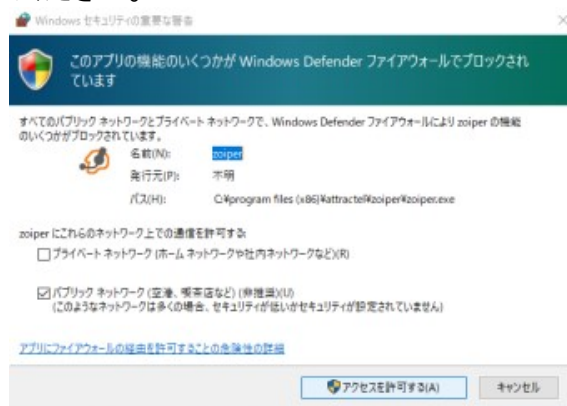 Windows セキュリティの重要な警告
このアプリの機能のいくつかが Windows Defender ファイアウォールでブロックされ
ています
すべてのパブリック ネットワークとプライベート ネットワークで、Windows Defender ファイアウォールにより zoiper の機能
のいくつかがブロックされています。
名前(N): zoiper
発行元(P): 不明
パス(H): C:¥program files (x86)¥attractel¥zoiper¥zoiper.exe
zoiper にこれらのネットワーク上での通信を許可する:
プライベート ネットワーク (ホーム ネットワークや社内ネットワークなど)(R)
パブリック ネットワーク (空港、喫茶店など) (非推奨)(U)
(このようなネットワークは多くの場合、セキュリティが低いかセキュリティが設定されていません)
アプリにファイアウォールの経由を許可することの危険性の詳細
アクセスを許可する(A) キャンセル